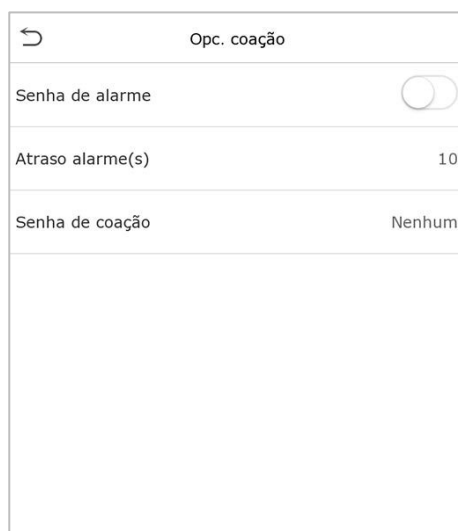 Opc. coação
Senha de alarme
Atraso alarme(s) 10
Senha de coação Nenhum